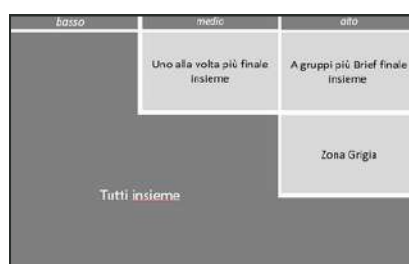 basso medio alto
Uno alla volta più finale
insieme
A gruppi più Brief finale
insieme
Zona Grigia
Tutti insieme